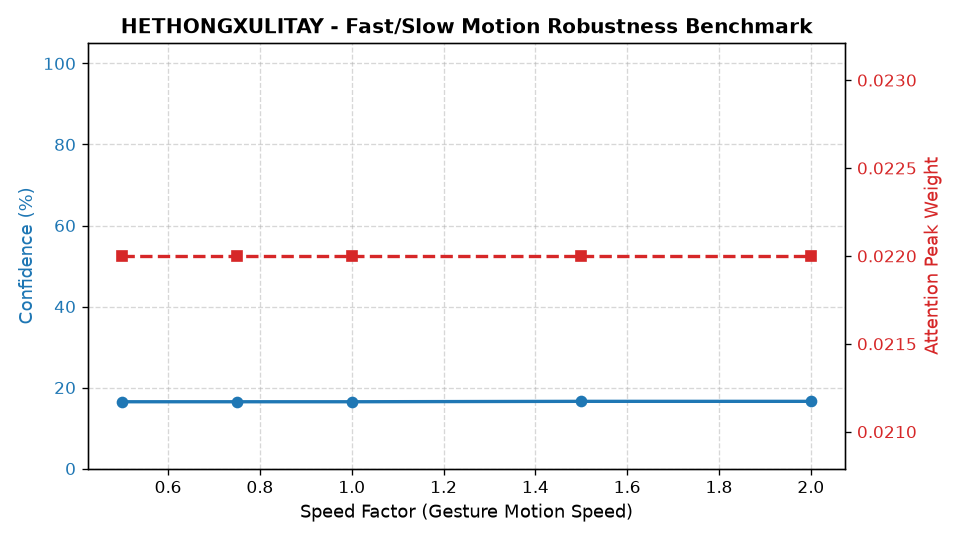 HETHONGXULITAY - Fast/Slow Motion Robustness Benchmark
Confidence (%)
100
80
60
40
20
0
0.0230
0.0225
0.0220
0.0215
0.0210
Attention Peak Weight
0.6 0.8 1.0 1.2 1.4 1.6 1.8 2.0
Speed Factor (Gesture Motion Speed)